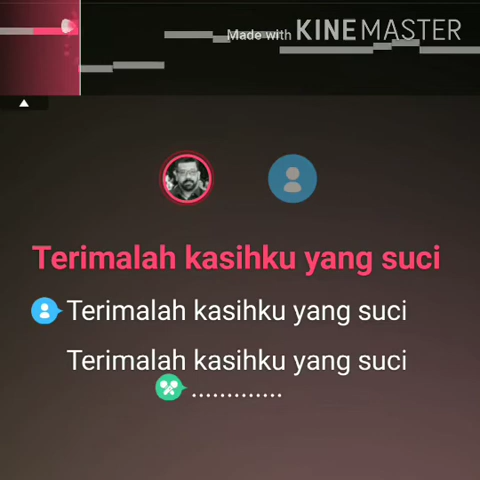 Made with KINEMASTER
Terimalah kasihku yang suci
Terimalah kasihku yang suci
Terimalah kasihku yang suci
.............